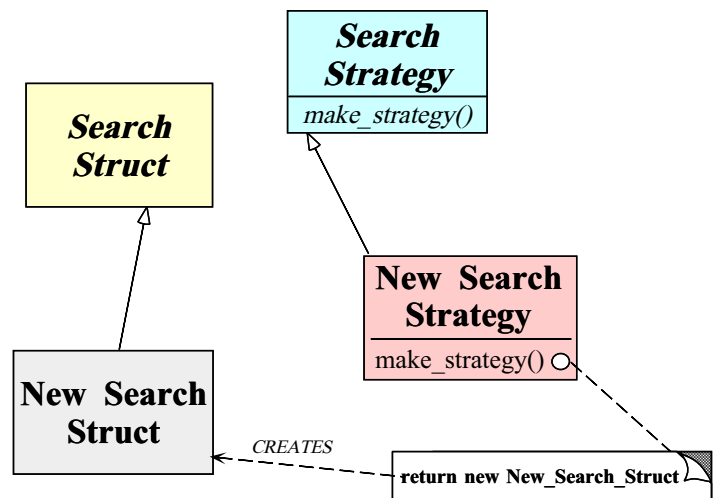 Search
Strategy
make_strategy()
Search
Struct
New Search
Strategy
make_strategy()
New Search
Struct
CREATES
return new New_Search_Struct